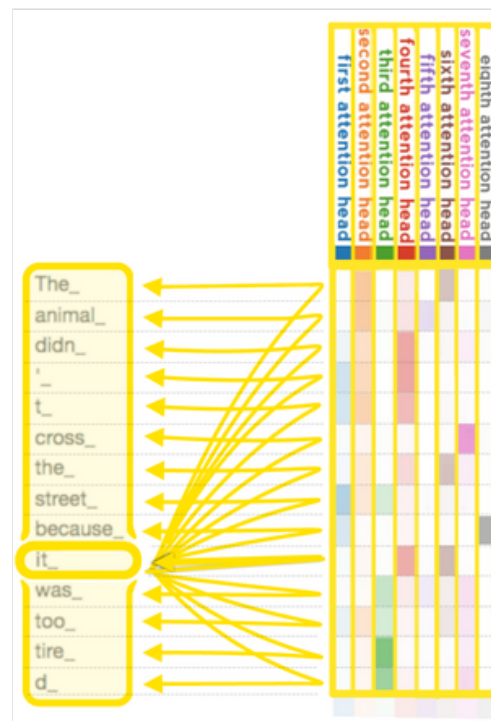 first attention head
second attention head
third attention head
fourth attention head
fifth attention head
sixth attention head
seventh attention head
eighth attention head
The_
animal_
didn_
'_
t_
cross_
the_
street_
because_
it_
was_
too_
tire_
d_